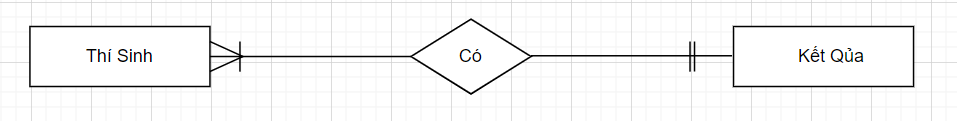 Thí Sinh
Có
Kết Qủa